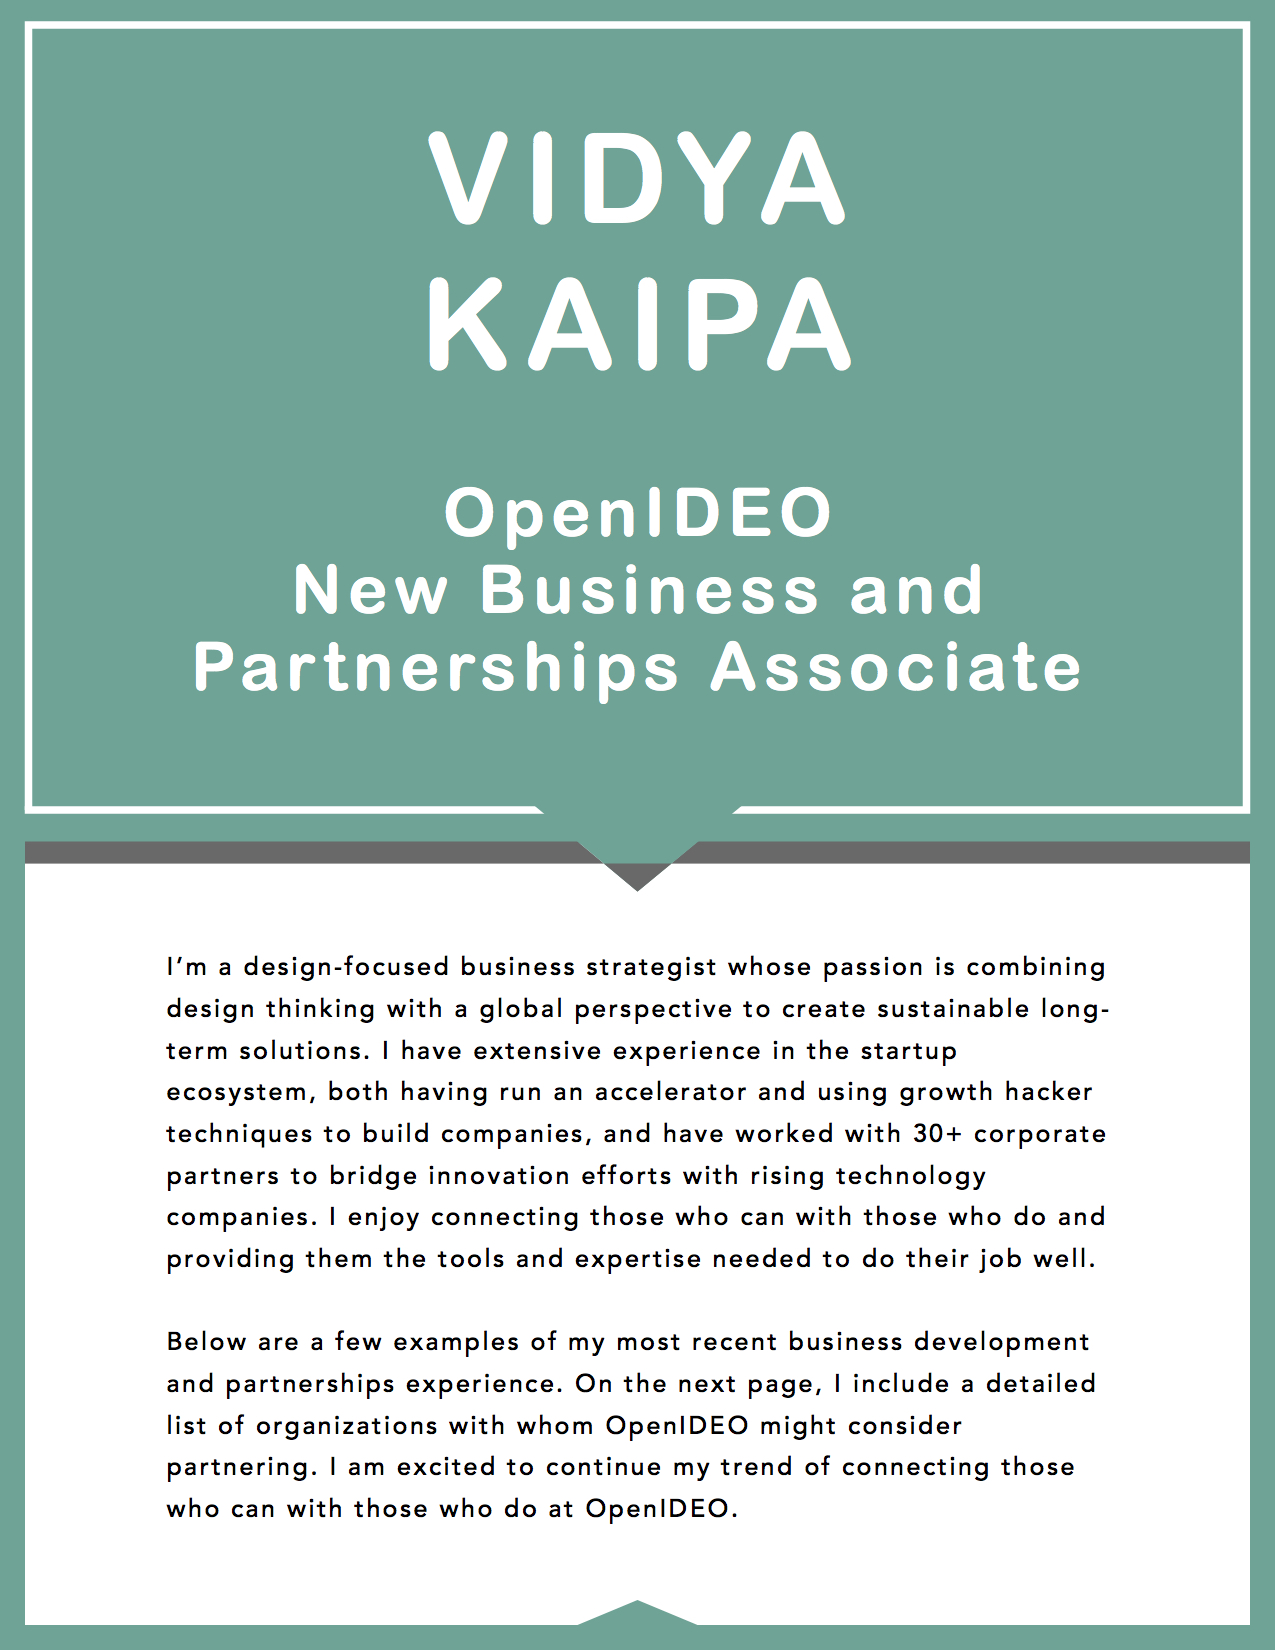 VIDYA
KAIPA
OpenIDEO
New Business and
Partnerships Associate
I’m a design-focused business strategist whose passion is combining
design thinking with a global perspective to create sustainable long-
term solutions. I have extensive experience in the startup
ecosystem, both having run an accelerator and using growth hacker
techniques to build companies, and have worked with 30+ corporate
partners to bridge innovation efforts with rising technology
companies. I enjoy connecting those who can with those who do and
providing them the tools and expertise needed to do their job well.
Below are a few examples of my most recent business development
and partnerships experience. On the next page, I include a detailed
list of organizations with whom OpenIDEO might consider
partnering. I am excited to continue my trend of connecting those
who can with those who do at OpenIDEO.